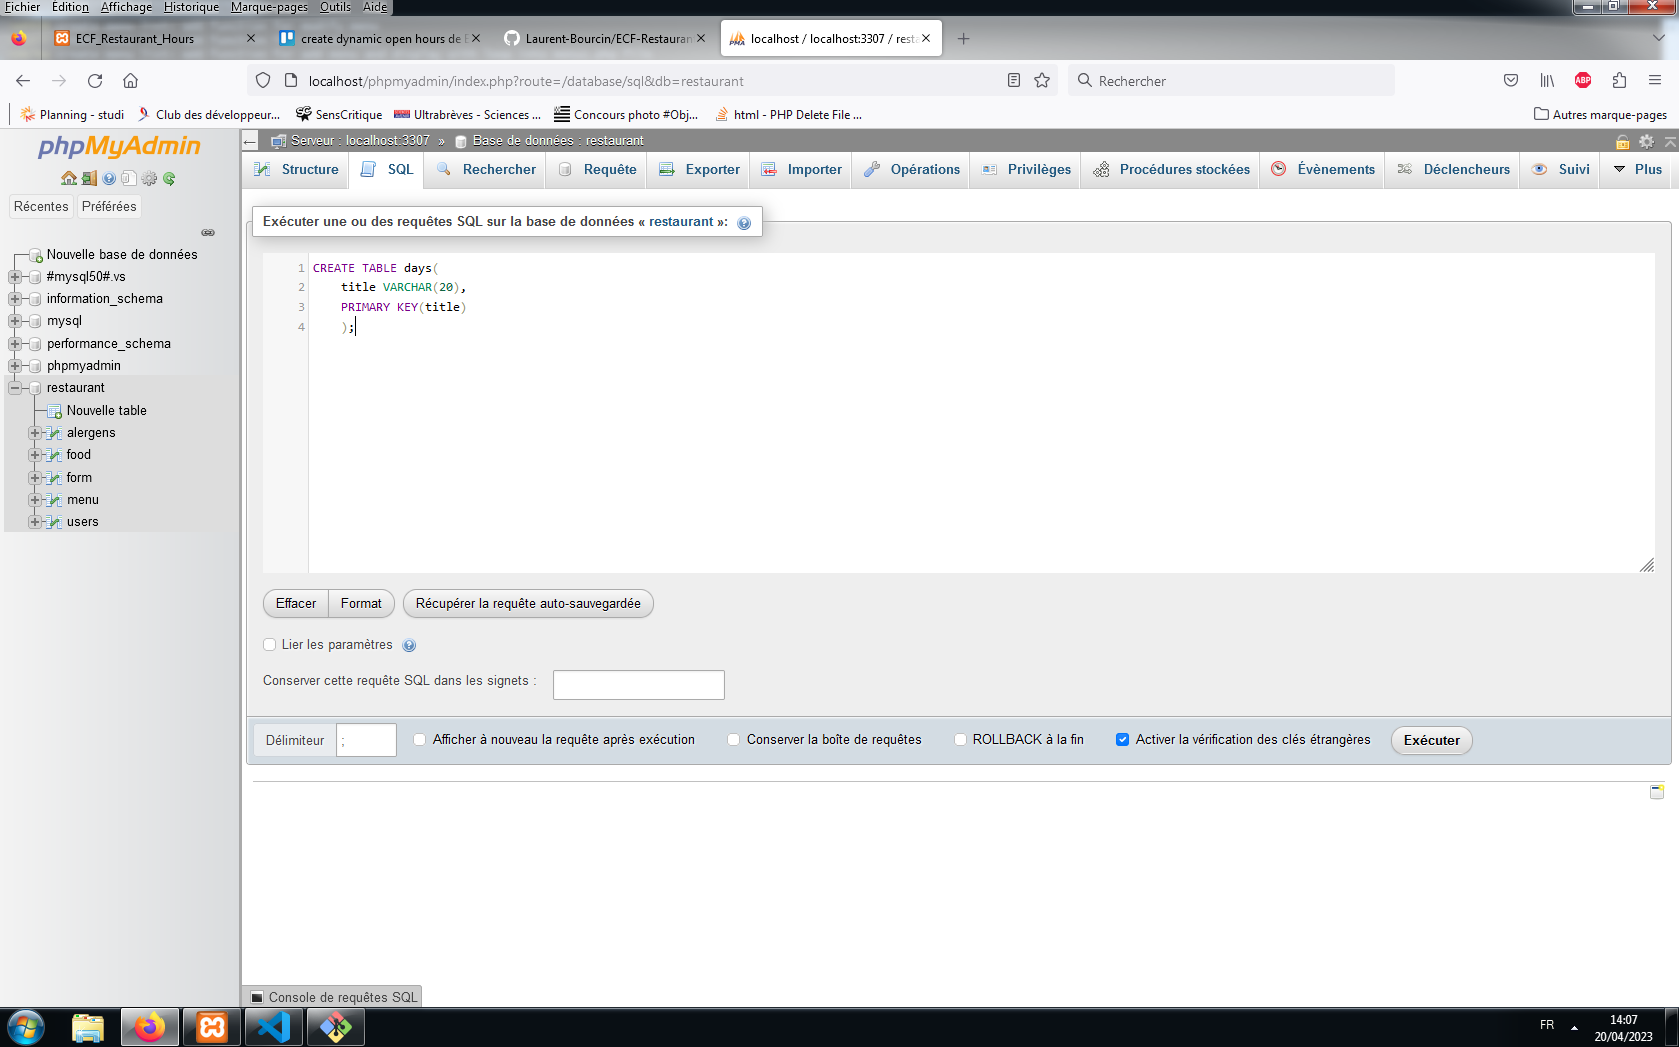 Fichier Édition Affichage Historique Marque-pages Outils Aide
ECF_Restaurant_Hours
create dynamic open hours de E
Laurent-Bourcin/ECF-Restauran
localhost / localhost:3307 / resta
localhost/phpmyadmin/index.php?route=/database/sql&db=restaurant
Rechercher
ABP
Planning - studi
Club des développeur...
SensCritique
Ultrabrèves - Sciences ...
Concours photo #Obj...
html - PHP Delete File ...
Autres marque-pages
phpMyAdmin
Récentes Préférées
Nouvelle base de données
#mysql50#.vs
information_schema
mysql
performance_schema
phpmyadmin
restaurant
Nouvelle table
alergens
food
form
menu
users
Serveur : localhost:3307 » Base de données : restaurant
Structure SQL Rechercher Requête Exporter Importer Opérations Privilèges Procédures stockées Évènements Déclencheurs Suivi Plus
Exécuter une ou des requêtes SQL sur la base de données « restaurant »:
1 CREATE TABLE days(
2 title VARCHAR(20),
3 PRIMARY KEY(title)
4 );
Effacer Format Récupérer la requête auto-sauvegardée
Lier les paramètres
Conserver cette requête SQL dans les signets :
Délimiteur ; Afficher à nouveau la requête après exécution Conserver la boîte de requêtes ROLLBACK à la fin Activer la vérification des clés étrangères Exécuter
Console de requêtes SQL
FR
14:07
20/04/2023